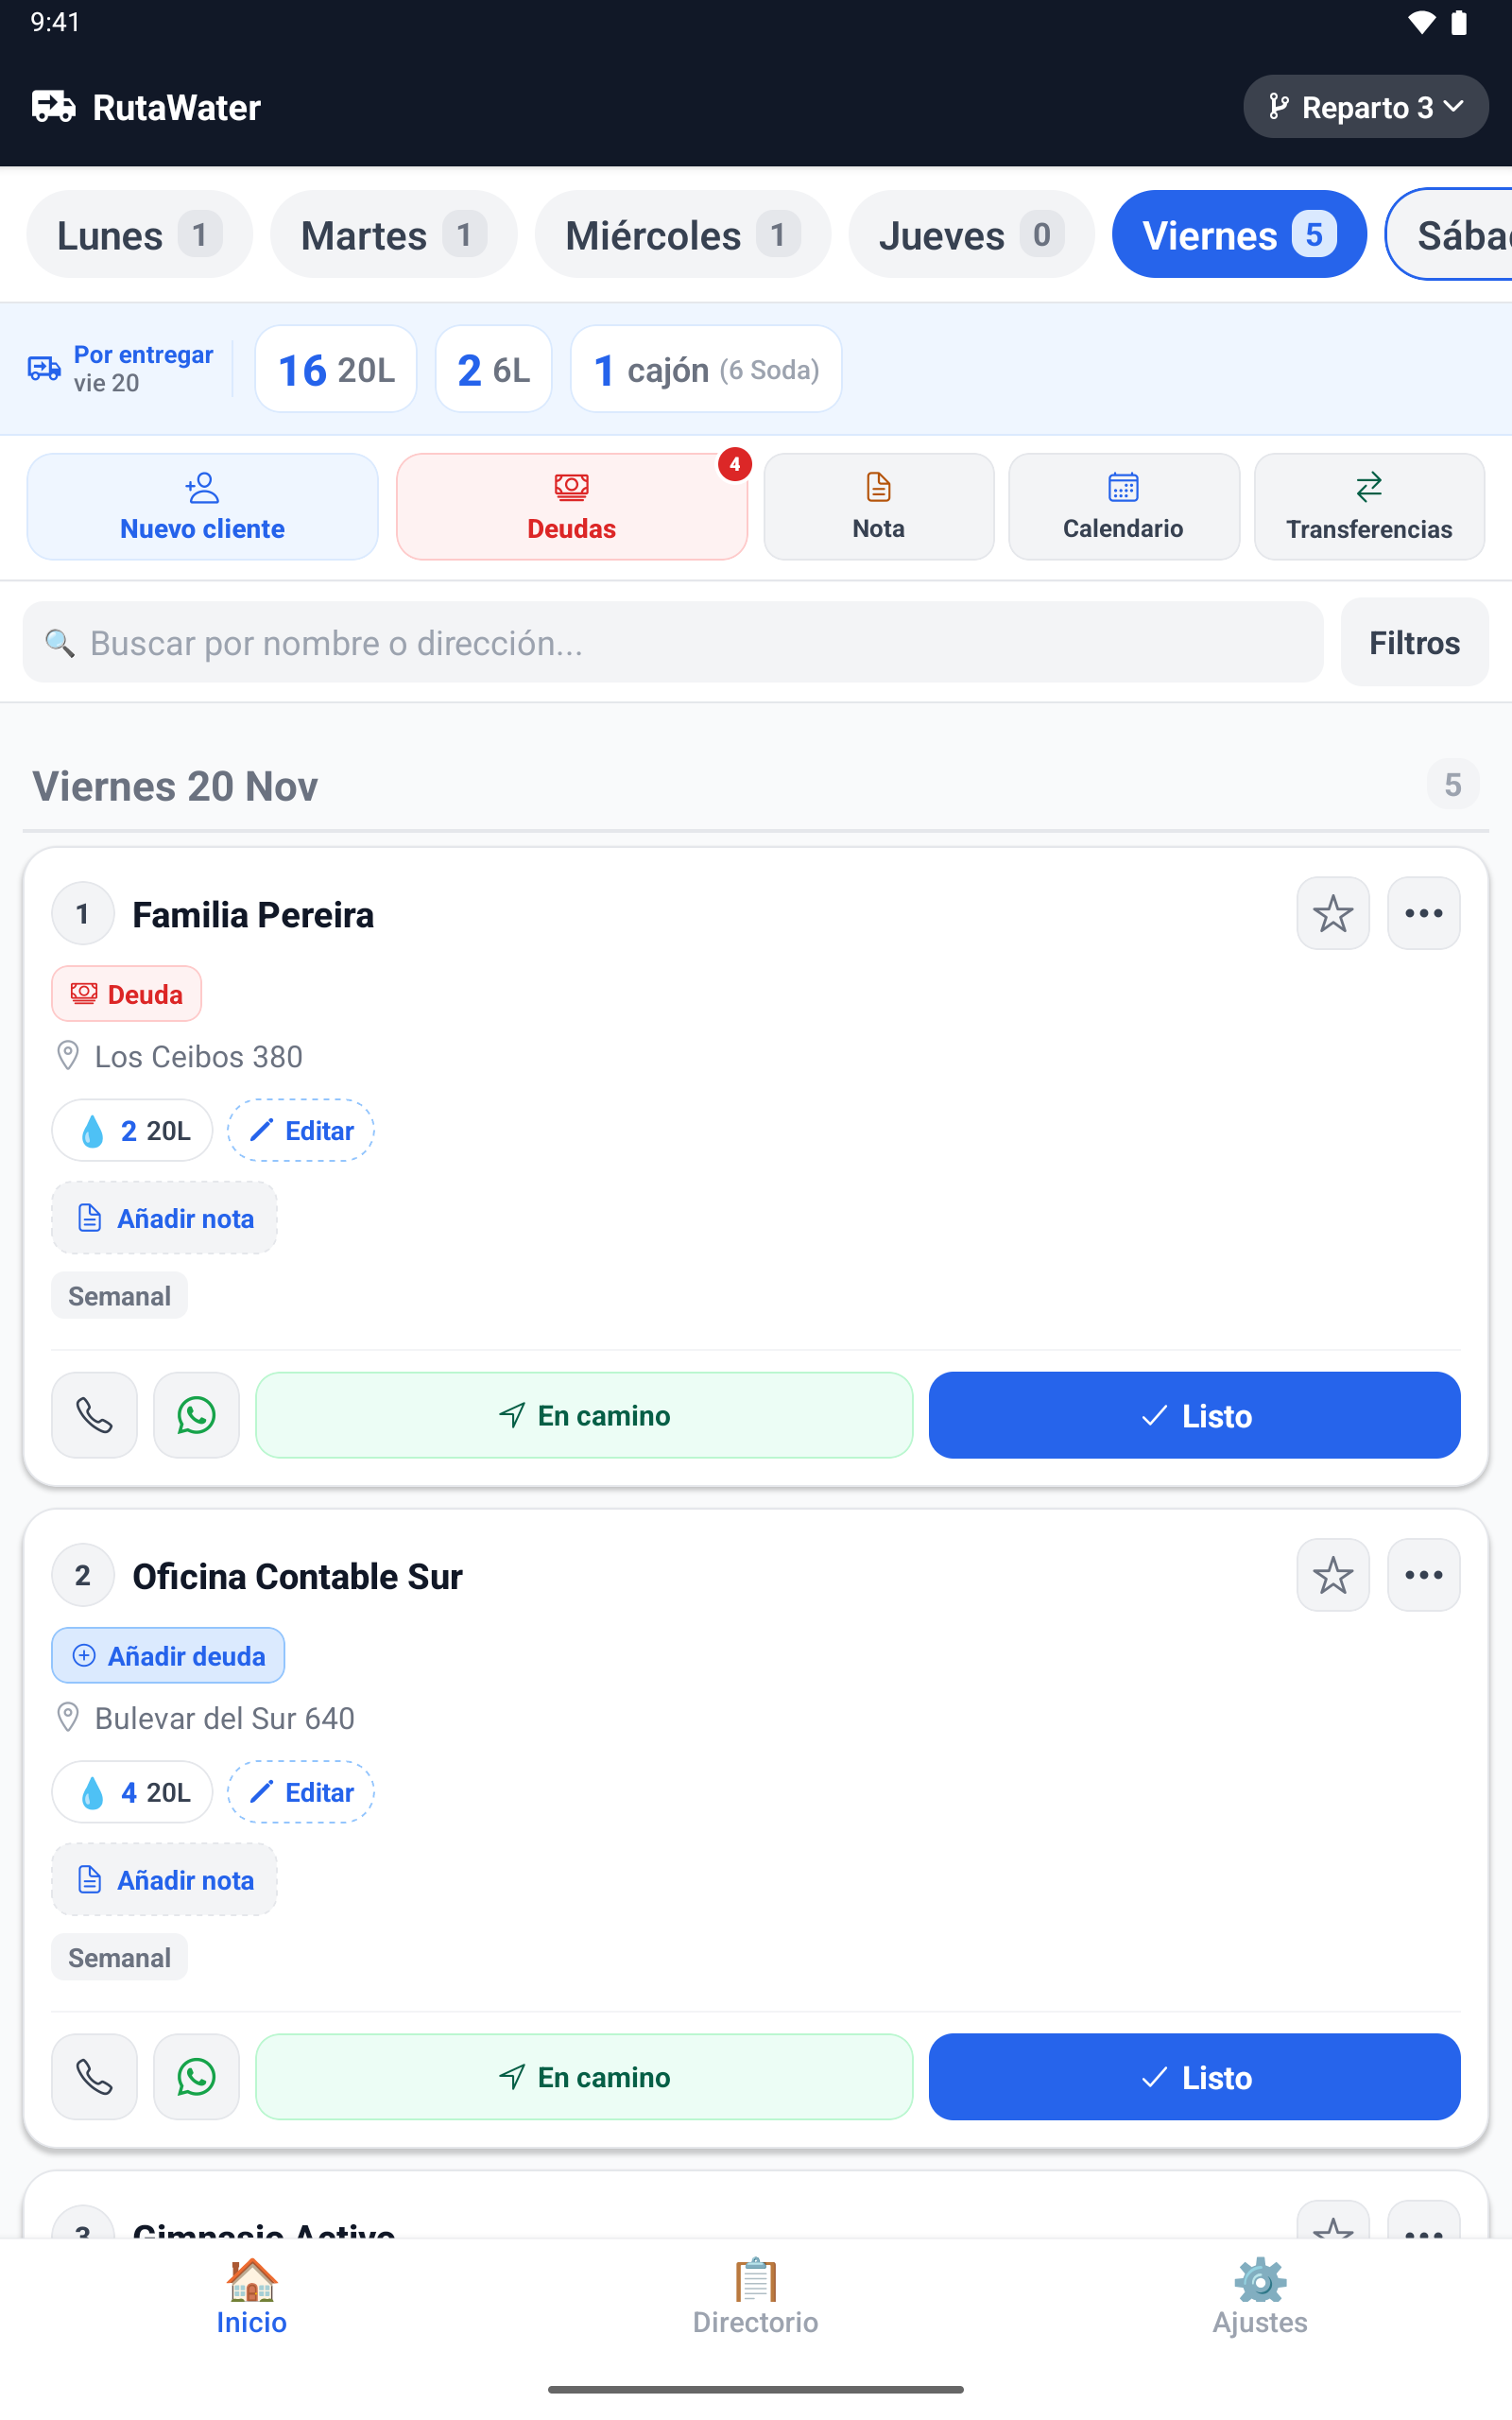 9:41
RutaWater
Reparto 3
Lunes 1
Martes 1
Miércoles 1
Jueves 0
Viernes 5
Por entregar
vie 20
16 20L
2 6L
1 cajón (6 Soda)
Nuevo cliente
Deudas
4
Nota
Calendario
Transferencias
Buscar por nombre o dirección...
Filtros
Viernes 20 Nov
5
1 Familia Pereira
Deuda
Los Ceibos 380
2 20L
Editar
Añadir nota
Semanal
En camino
Listo
2 Oficina Contable Sur
Añadir deuda
Bulevar del Sur 640
4 20L
Editar
Añadir nota
Semanal
En camino
Listo
3 Gimnasio Activo
Inicio
Directorio
Ajustes